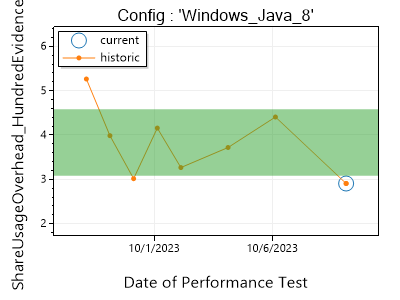 Config : 'Windows_Java_8'
current
historic
ShareUsageOverhead_HundredEvidence
6
5
4
3
2
10/1/2023
10/6/2023
Date of Performance Test